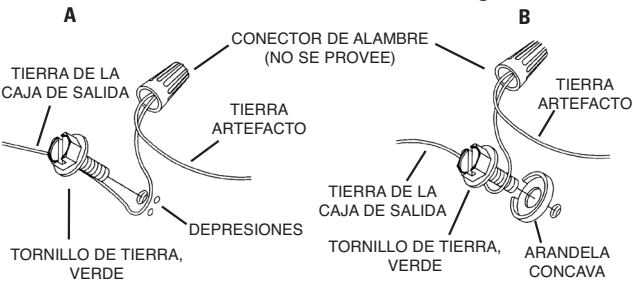 A
B
CONECTOR DE ALAMBRE
(NO SE PROVEE)
TIERRA DE LA
CAJA DE SALIDA
TIERRA
ARTEFACTO
DEPRESIONES
TORNILLO DE TIERRA,
VERDE
TIERRA
ARTEFACTO
TIERRA DE LA
CAJA DE SALIDA
TORNILLO DE TIERRA,
VERDE
ARANDELA
CONCAVA